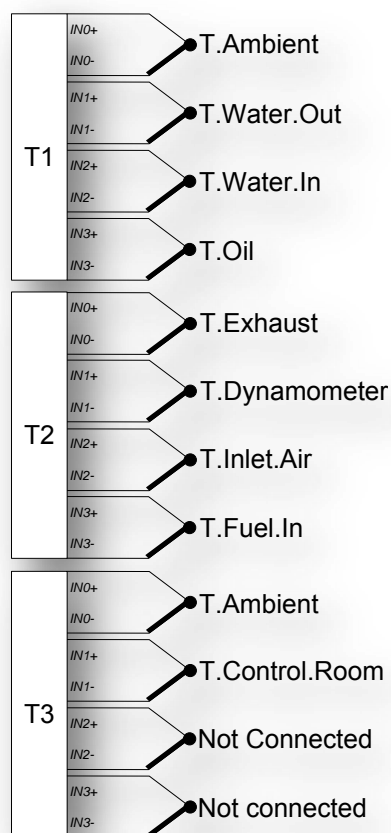 IN0+
T.Ambient
IN0-
IN1+
T.Water.Out
IN1-
T1
IN2+
T.Water.In
IN2-
IN3+
T.Oil
IN3-
IN0+
T.Exhaust
IN0-
IN1+
T.Dynamometer
IN1-
T2
IN2+
T.Inlet.Air
IN2-
IN3+
T.Fuel.In
IN3-
IN0+
T.Ambient
IN0-
IN1+
T.Control.Room
IN1-
T3
IN2+
Not Connected
IN2-
IN3+
Not connected
IN3-